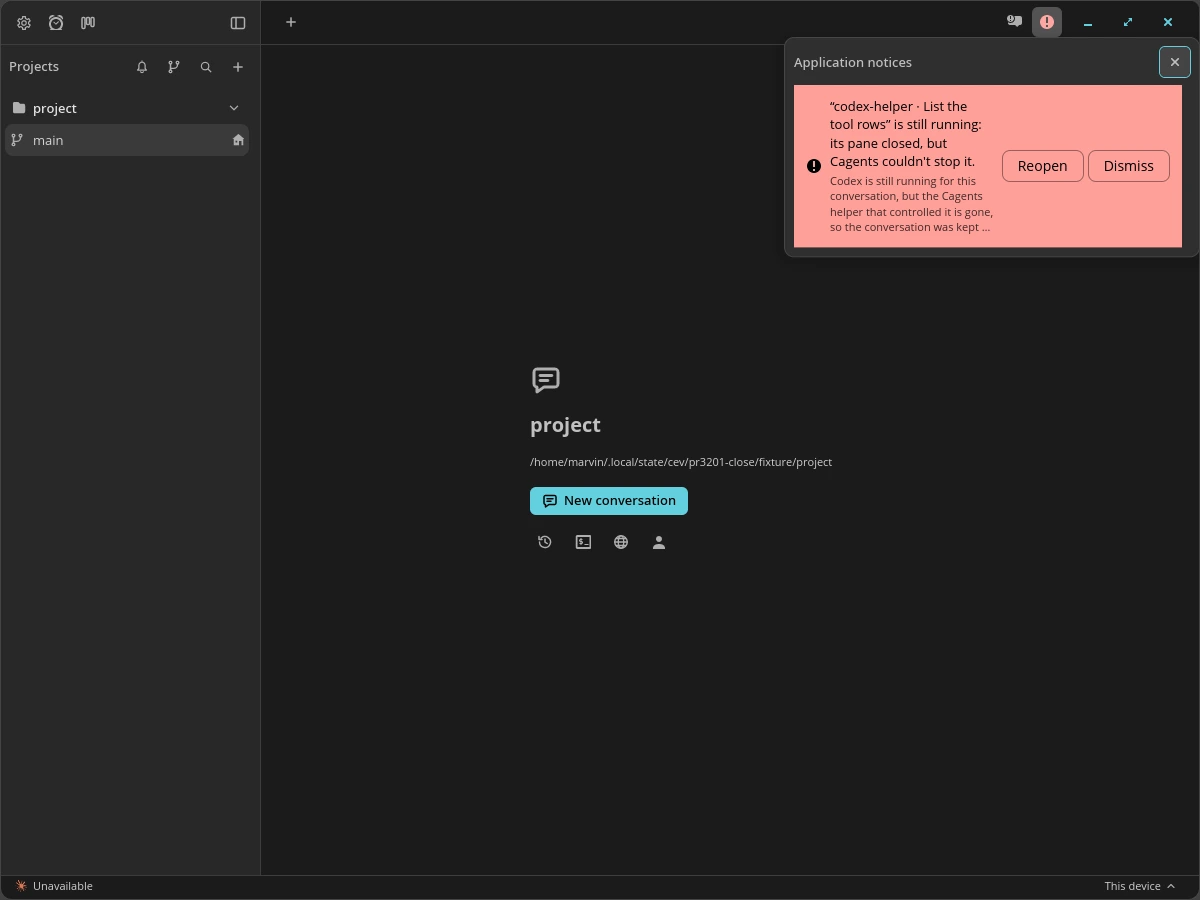 Projects
project
main
Application notices
“codex-helper · List the
tool rows” is still running:
its pane closed, but
Cagents couldn't stop it.
Codex is still running for this
conversation, but the Cagents
helper that controlled it is gone,
so the conversation was kept ...
Reopen
Dismiss
project
/home/marvin/.local/state/cev/pr3201-close/fixture/project
New conversation
Unavailable
This device